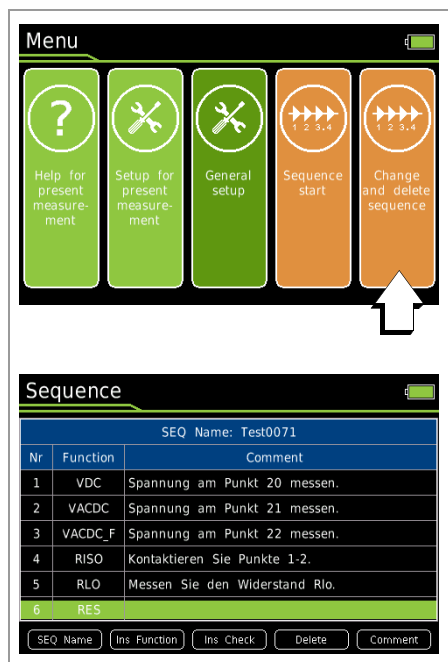 Menu
?
1 2 3.4
1 2 3.4
Help for
present
measure-
ment
Setup for
present
measure-
ment
General
setup
Sequence
start
Change
and delete
sequence
Sequence
SEQ Name: Test0071
Nr Function Comment
1 VDC Spannung am Punkt 20 messen.
2 VACDC Spannung am Punkt 21 messen.
3 VACDC_F Spannung am Punkt 22 messen.
4 RISO Kontaktieren Sie Punkte 1-2.
5 RLO Messen Sie den Widerstand Rlo.
6 RES
SEQ Name Ins Function Ins Check Delete Comment